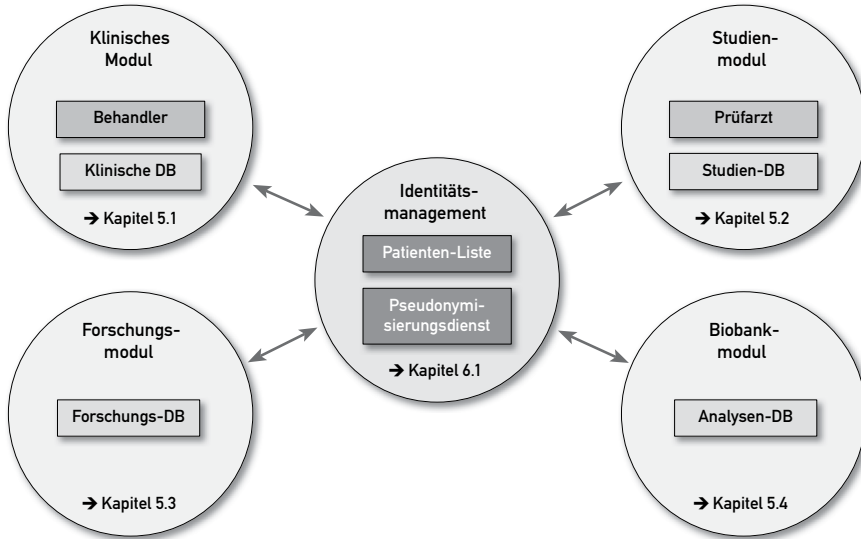 Klinisches
Modul
Behandler
Klinische DB
➔ Kapitel 5.1
Studien-
modul
Prüfarzt
Studien-DB
➔ Kapitel 5.2
Identitäts-
management
Patienten-Liste
Pseudonymi-
sierungsdienst
➔ Kapitel 6.1
Forschungs-
modul
Forschungs-DB
➔ Kapitel 5.3
Biobank-
modul
Analysen-DB
➔ Kapitel 5.4